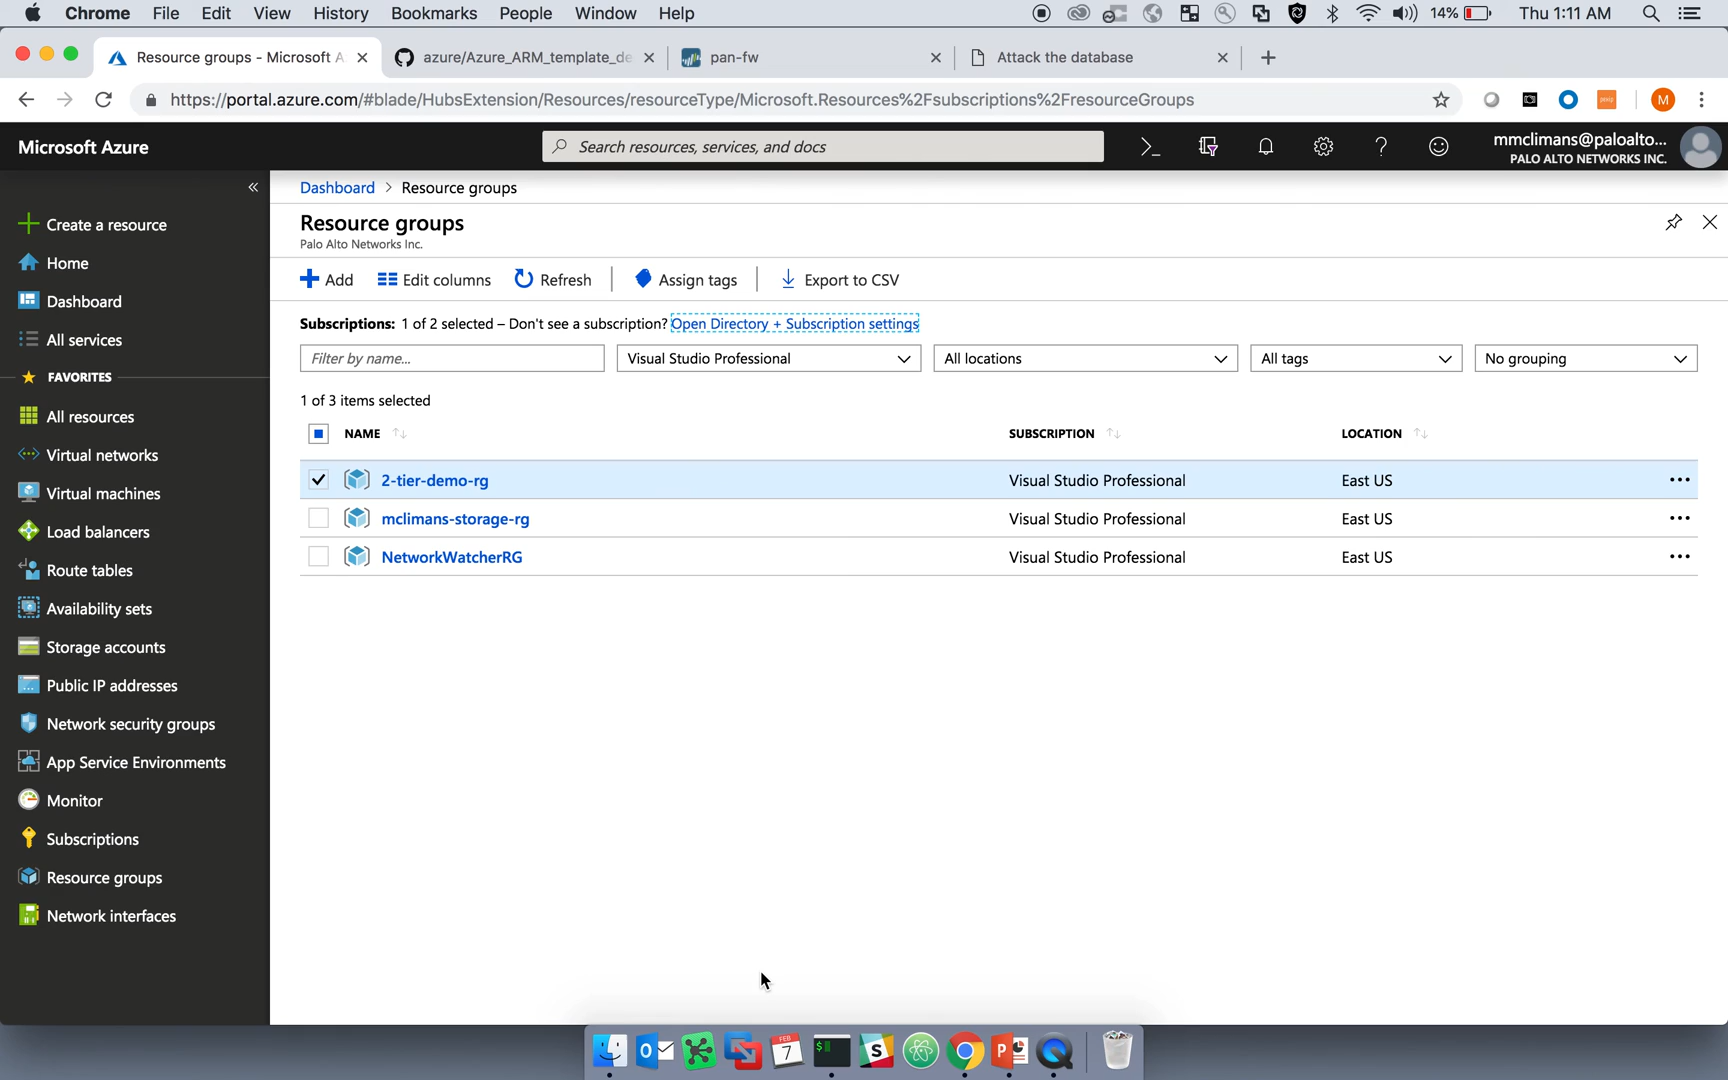 Chrome File Edit View History Bookmarks People Window Help 14% Thu 1:11 AM
Resource groups - Microsoft A azure/Azure_ARM_template_de pan-fw Attack the database
https://portal.azure.com/#blade/HubsExtension/Resources/resourceType/Microsoft.Resources%2Fsubscriptions%2FresourceGroups M
Microsoft Azure Search resources, services, and docs mmclimans@paloalto...
PALO ALTO NETWORKS INC.
Dashboard > Resource groups
Create a resource
Home
Dashboard
All services
FAVORITES
All resources
Virtual networks
Virtual machines
Load balancers
Route tables
Availability sets
Storage accounts
Public IP addresses
Network security groups
App Service Environments
Monitor
Subscriptions
Resource groups
Network interfaces
Resource groups
Palo Alto Networks Inc.
Add Edit columns Refresh Assign tags Export to CSV
Subscriptions: 1 of 2 selected – Don't see a subscription? Open Directory + Subscription settings
Filter by name... Visual Studio Professional All locations All tags No grouping
1 of 3 items selected
NAME SUBSCRIPTION LOCATION
2-tier-demo-rg Visual Studio Professional East US
mclimans-storage-rg Visual Studio Professional East US
NetworkWatcherRG Visual Studio Professional East US
FEB
7